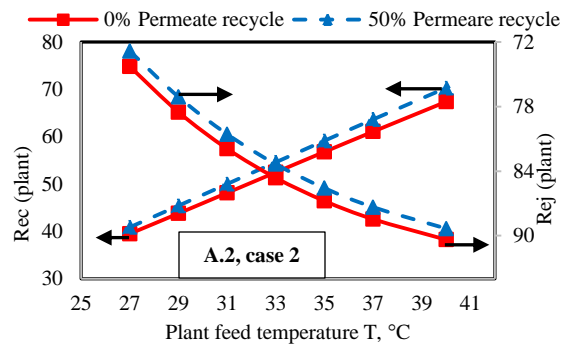 0% Permeate recycle 50% Permeare recycle
80 72
70 78
60
50 84
40 90
30
Rec (plant)
Rej (plant)
A.2, case 2
25 27 29 31 33 35 37 39 41
Plant feed temperature T, °C